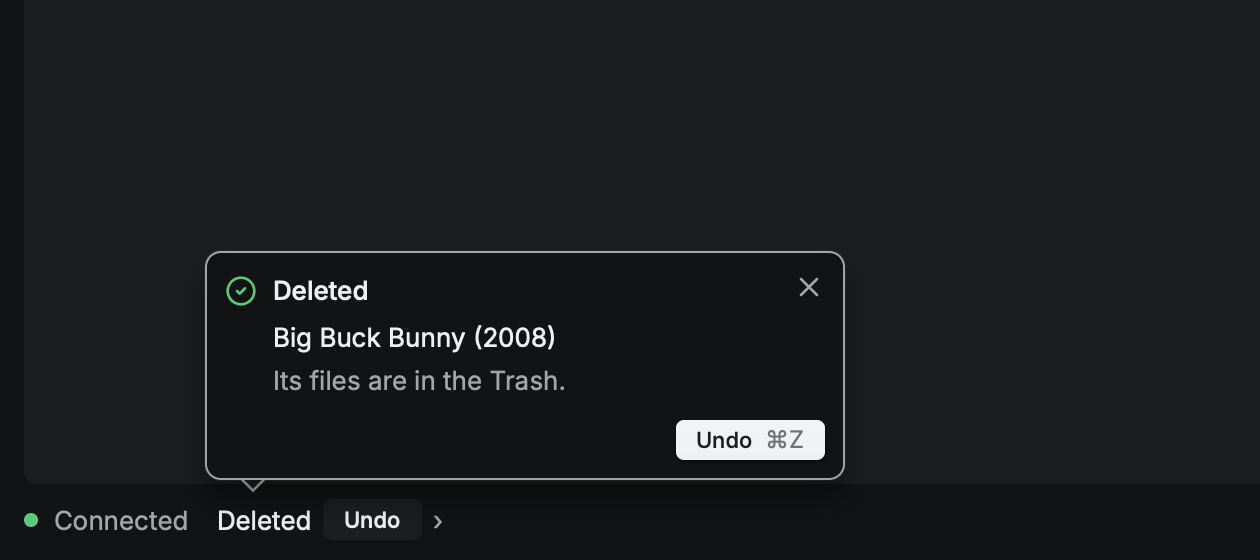 Deleted
Big Buck Bunny (2008)
Its files are in the Trash.
Undo ⌘Z
Connected Deleted Undo ›